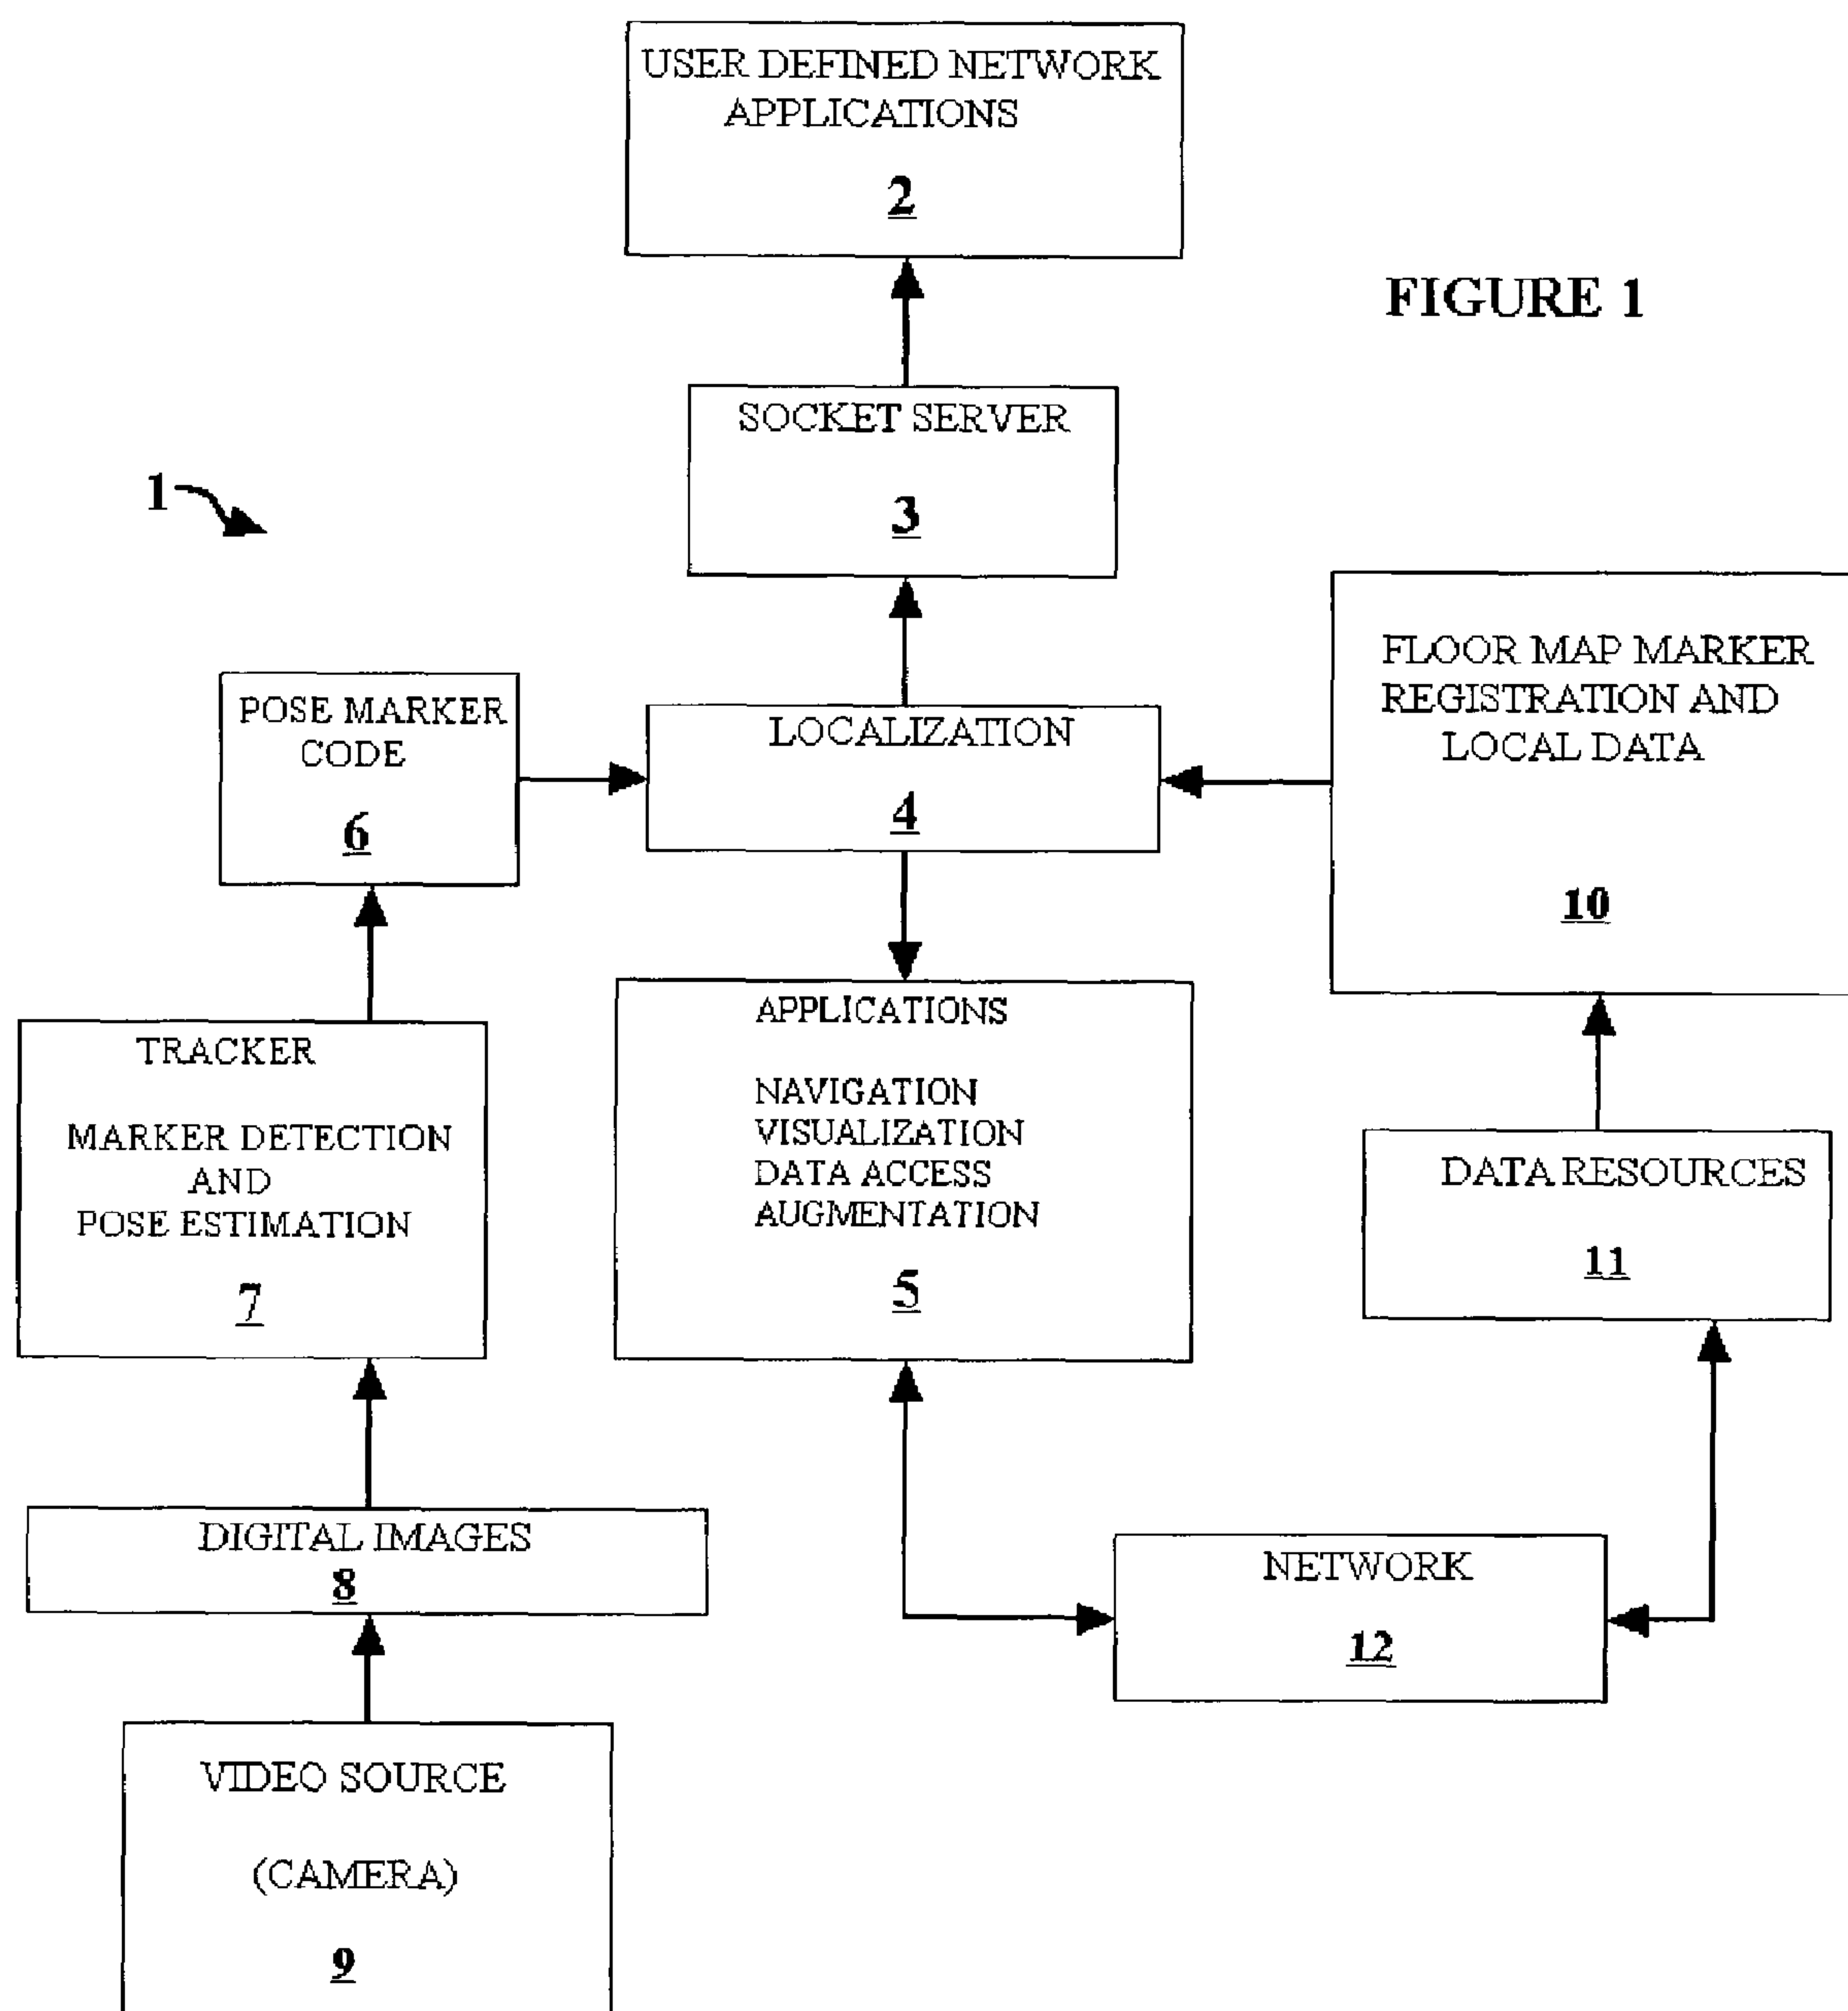 USER DEFINED NETWORK
APPLICATIONS
2
FIGURE 1
SOCKET SERVER
3
1
FLOOR MAP MARKER
REGISTRATION AND
LOCAL DATA
10
POSE MARKER
CODE
6
LOCALIZATION
4
TRACKER
MARKER DETECTION
AND
POSE ESTIMATION
7
APPLICATIONS
NAVIGATION
VISUALIZATION
DATA ACCESS
AUGMENTATION
5
DATA RESOURCES
11
DIGITAL IMAGES
8
NETWORK
12
VIDEO SOURCE
(CAMERA)
9